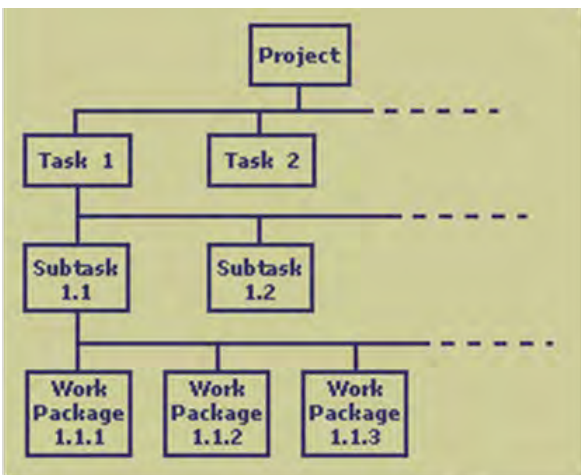 Project
Task 1
Task 2
Subtask
1.1
Subtask
1.2
Work
Package
1.1.1
Work
Package
1.1.2
Work
Package
1.1.3